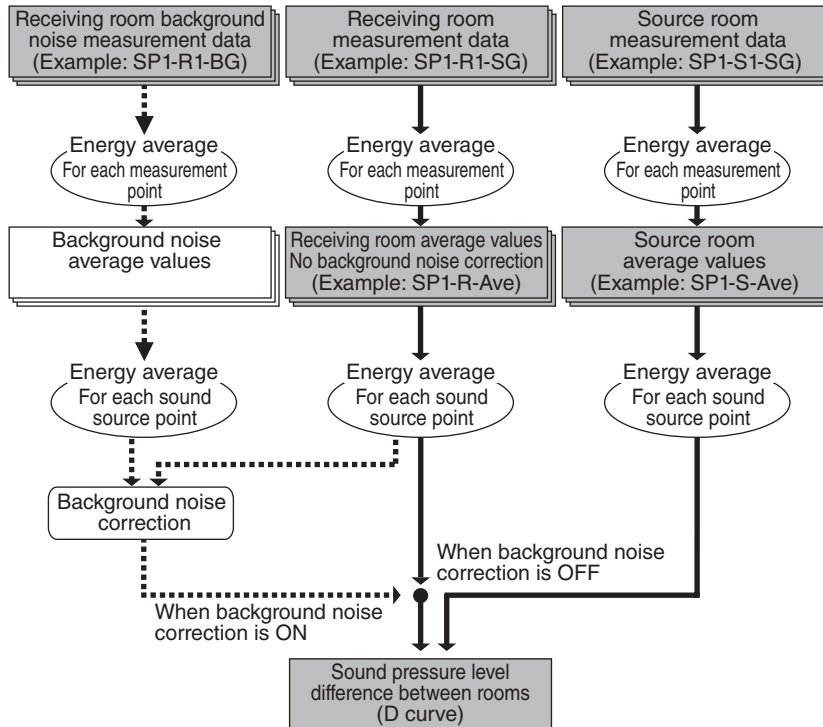 Receiving room background
noise measurement data
(Example: SP1-R1-BG)
Receiving room
measurement data
(Example: SP1-R1-SG)
Source room
measurement data
(Example: SP1-S1-SG)
Energy average
For each measurement
point
Energy average
For each measurement
point
Energy average
For each measurement
point
Background noise
average values
Receiving room average values
No background noise correction
(Example: SP1-R-Ave)
Source room
average values
(Example: SP1-S-Ave)
Energy average
For each sound
source point
Energy average
For each sound
source point
Energy average
For each sound
source point
Background noise
correction
When background noise
correction is OFF
When background noise
correction is ON
Sound pressure level
difference between rooms
(D curve)